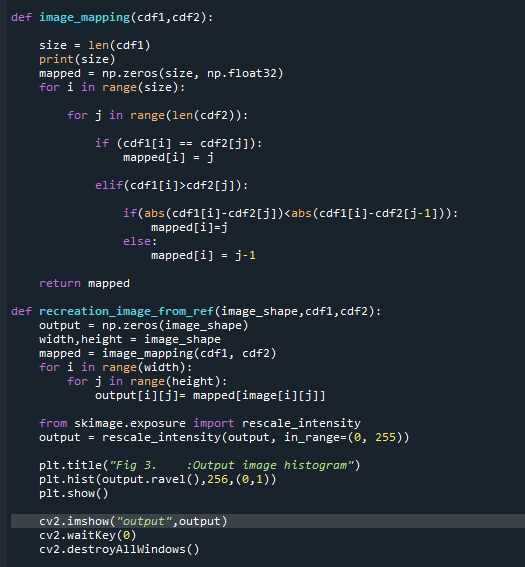 def image_mapping(cdf1,cdf2):
size = len(cdf1)
print(size)
mapped = np.zeros(size, np.float32)
for i in range(size):
for j in range(len(cdf2)):
if (cdf1[i] == cdf2[j]):
mapped[i] = j
elif(cdf1[i]>cdf2[j]):
if(abs(cdf1[i]-cdf2[j])<abs(cdf1[i]-cdf2[j-1])):
mapped[i]=j
else:
mapped[i] = j-1
return mapped
def recreation_image_from_ref(image_shape,cdf1,cdf2):
output = np.zeros(image_shape)
width,height = image_shape
mapped = image_mapping(cdf1, cdf2)
for i in range(width):
for j in range(height):
output[i][j]= mapped[image[i][j]]
from skimage.exposure import rescale_intensity
output = rescale_intensity(output, in_range=(0, 255))
plt.title("Fig 3.    :Output image histogram")
plt.hist(output.ravel(),256,(0,1))
plt.show()
cv2.imshow("output",output)
cv2.waitKey(0)
cv2.destroyAllWindows()